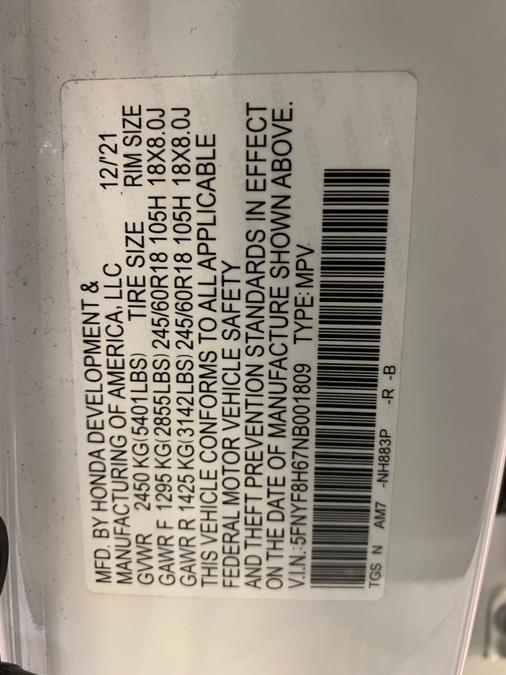 MFD. BY HONDA DEVELOPMENT &
MANUFACTURING OF AMERICA, LLC 12/'21
GVWR 2450 KG(5401LBS) TIRE SIZE RIM SIZE
GAWR F 1295 KG(2855LBS) 245/60R18 105H 18X8.0J
GAWR R 1425 KG(3142LBS) 245/60R18 105H 18X8.0J
THIS VEHICLE CONFORMS TO ALL APPLICABLE
FEDERAL MOTOR VEHICLE SAFETY
AND THEFT PREVENTION STANDARDS IN EFFECT
ON THE DATE OF MANUFACTURE SHOWN ABOVE.
V.I.N.:5FNYF8H67NB001809 TYPE: MPV
TGS N AM7 -NH883P -R -B